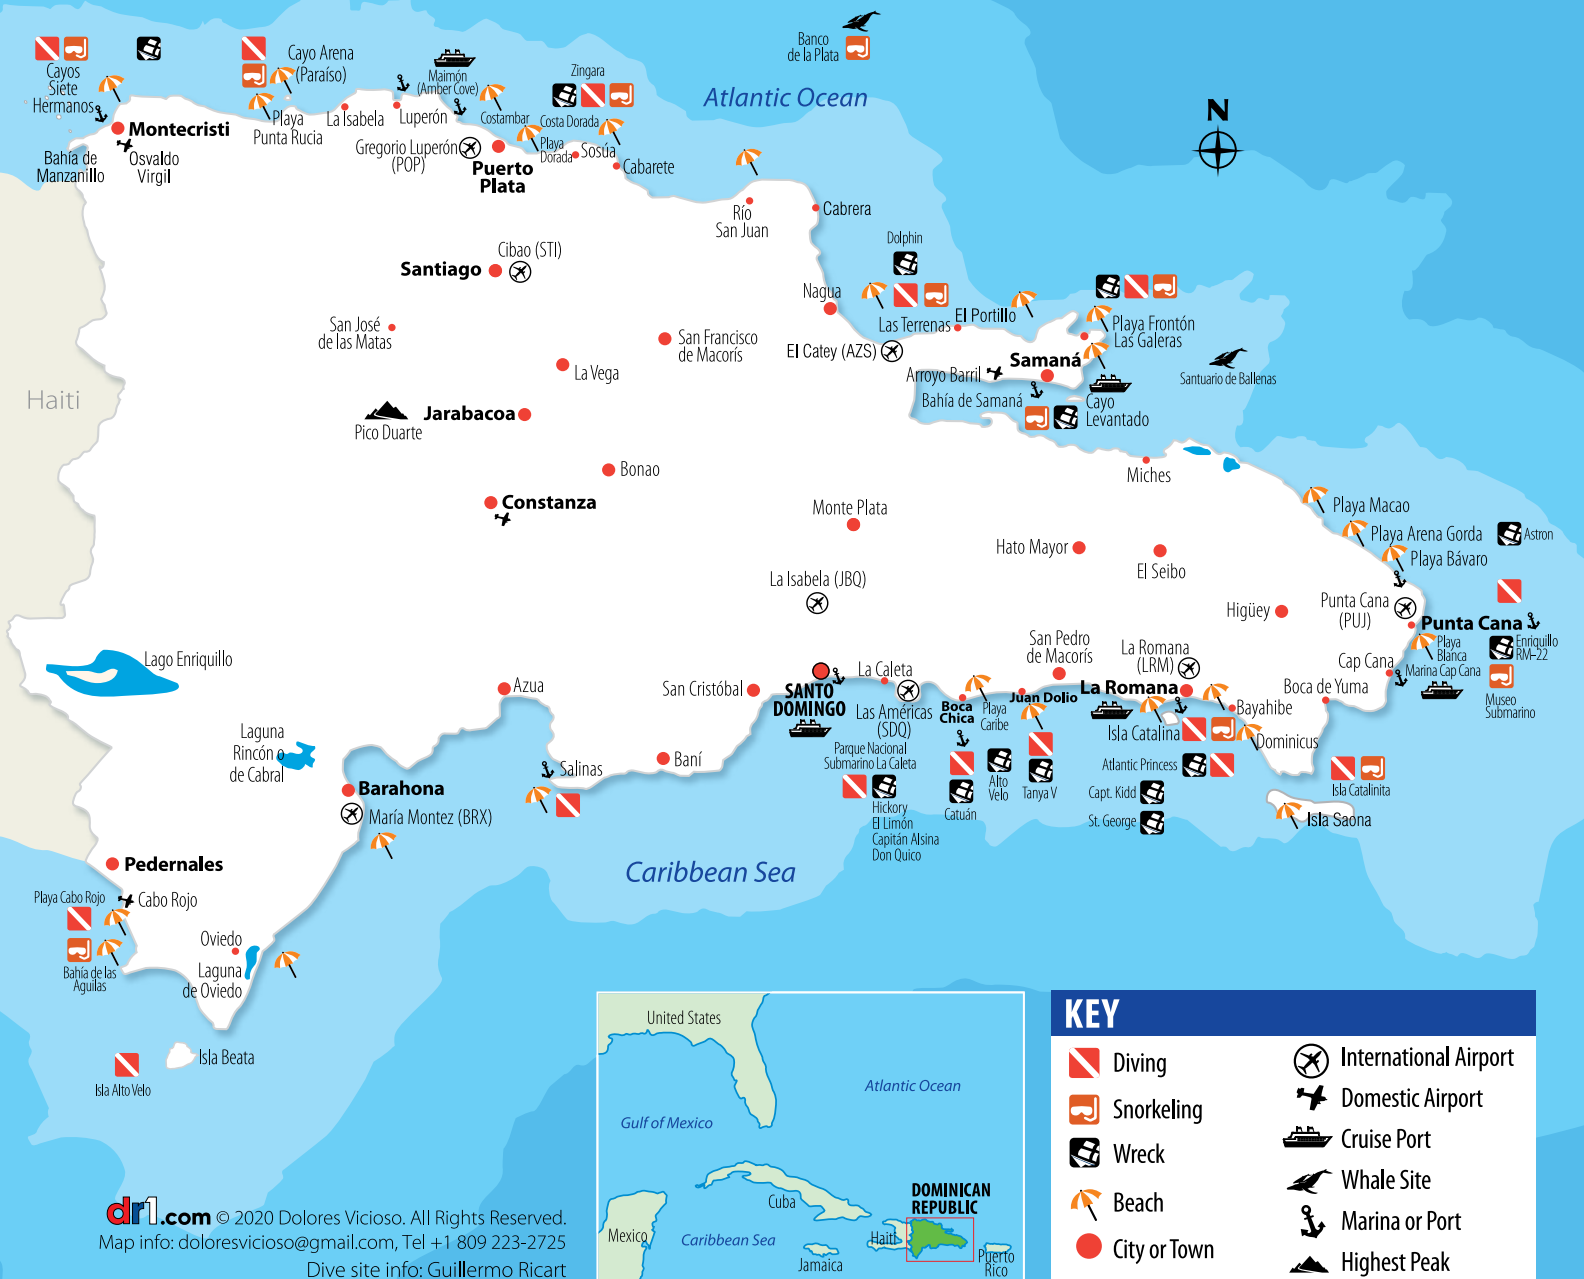 Cayos
Siete
Hermanos
Montecristi
Bahía de
Manzanillo
Osvaldo
Virgil
Cayo Arena
(Paraíso)
Playa
Punta Rucia
La Isabela
Luperón
Maimón
(Amber Cove)
Gregorio Luperón
(POP)
Costambar
Puerto
Plata
Zingara
Costa Dorada
Playa
Dorada
Sosúa
Cabarete
Banco
de la Plata
Atlantic Ocean
N
Río
San Juan
Cabrera
Dolphin
Nagua
Las Terrenas
El Portillo
El Catey (AZS)
Playa Frontón
Las Galeras
Samaná
Arroyo Barril
Bahía de Samaná
Cayo
Levantado
Santuario de Ballenas
Cibao (STI)
Santiago
San José
de las Matas
San Francisco
de Macorís
La Vega
Haiti
Jarabacoa
Pico Duarte
Bonao
Constanza
Monte Plata
Miches
Playa Macao
Playa Arena Gorda
Astron
Playa Bávaro
Hato Mayor
El Seibo
La Isabela (JBQ)
Higüey
Punta Cana
(PUJ)
Punta Cana
Playa
Blanca
Enriquillo
RM-22
Cap Cana
Marina Cap Cana
Museo
Submarino
Boca de Yuma
Lago Enriquillo
Azua
San Cristóbal
SANTO
DOMINGO
La Caleta
Las Américas
(SDQ)
Boca
Chica
Playa
Caribe
Juan Dolio
San Pedro
de Macorís
La Romana
(LRM)
La Romana
Bayahibe
Dominicus
Isla Catalina
Parque Nacional
Submarino La Caleta
Hickory
El Limón
Capitán Alsina
Don Quico
Catuán
Alto
Velo
Tanya V
Atlantic Princess
Capt. Kidd
St. George
Isla Catalinita
Isla Saona
Laguna
Rincón o
de Cabral
Barahona
María Montez (BRX)
Salinas
Baní
Caribbean Sea
Pedernales
Playa Cabo Rojo
Cabo Rojo
Oviedo
Laguna
de Oviedo
Bahía de las
Aguilas
Isla Beata
Isla Alto Velo
dr1.com © 2020 Dolores Vicioso. All Rights Reserved.
Map info: doloresvicioso@gmail.com, Tel +1 809 223-2725
Dive site info: Guillermo Ricart
United States
Atlantic Ocean
Gulf of Mexico
Cuba
DOMINICAN
REPUBLIC
Mexico
Caribbean Sea
Haiti
Jamaica
Puerto
Rico
KEY
Diving
Snorkeling
Wreck
Beach
City or Town
International Airport
Domestic Airport
Cruise Port
Whale Site
Marina or Port
Highest Peak